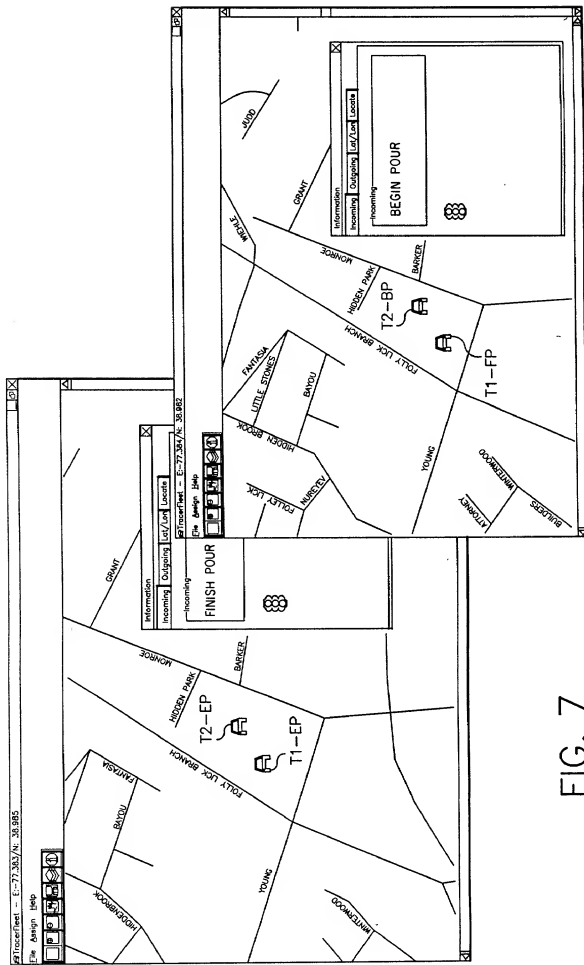 TracerFleet - E:-77.383/N: 38.985
File Assign Help
GRANT
MONROE
HIDDEN PARK
BARKER
FANTASIA
BAYOU
HIDDENBROOK
FOLLY LICK BRANCH
T2-EP
T1-EP
YOUNG
WINTERWOOD
Information
Incoming Outgoing Lat/Lon Locate
Incoming
FINISH POUR
TracerFleet - E:-77.384/N: 38.982
File Assign Help
JUDD
WIEHLE
GRANT
MONROE
HIDDEN PARK
BARKER
FANTASIA
LITTLE STONES
BAYOU
HIDDEN BROOK
FOLLEY LICK
NUREYEV
FOLLY LICK BRANCH
T2-BP
T1-FP
YOUNG
ATTORNEY
WINTERWOOD
BUILDERS
Information
Incoming Outgoing Lat/Lon Locate
Incoming
BEGIN POUR
FIG. 7